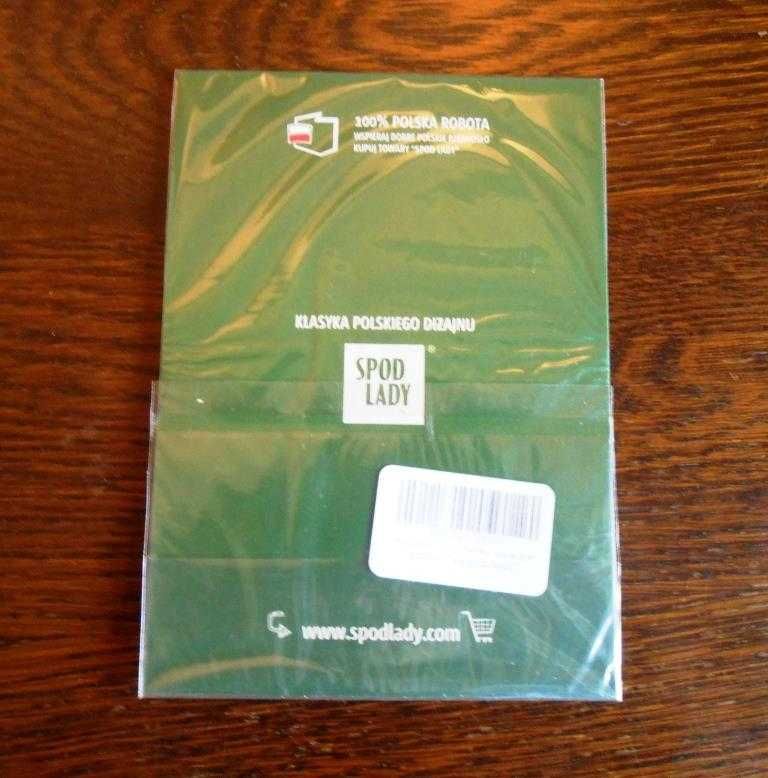 100% POLSKA ROBOTA
WSPIERAJ DOBRE POLSKIE RZEMIOSŁO
KUPUJ TOWARY "SPOD LADY"
KLASYKA POLSKIEGO DIZAJNU
SPOD ®
LADY
www.spodlady.com